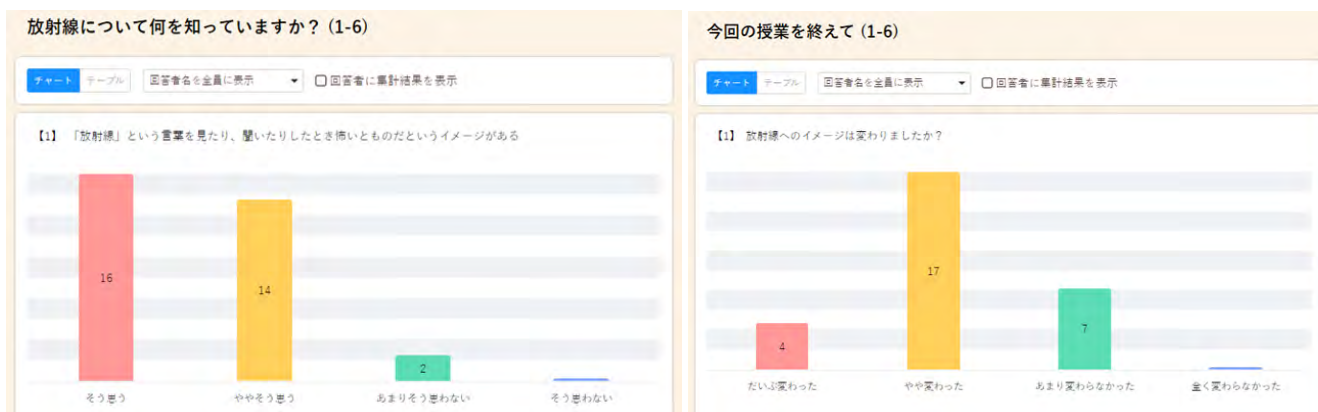 放射線について何を知っていますか？ (1-6)
チャート
テーブル
回答者名を全員に表示
回答者に集計結果を表示
【1】 「放射線」という言葉を見たり、聞いたりしたとき怖いとものだというイメージがある
16
14
2
そう思う
ややそう思う
あまりそう思わない
そう思わない
今回の授業を終えて (1-6)
チャート
テーブル
回答者名を全員に表示
回答者に集計結果を表示
【1】 放射線へのイメージは変わりましたか？
4
17
7
だいぶ変わった
やや変わった
あまり変わらなかった
全く変わらなかった